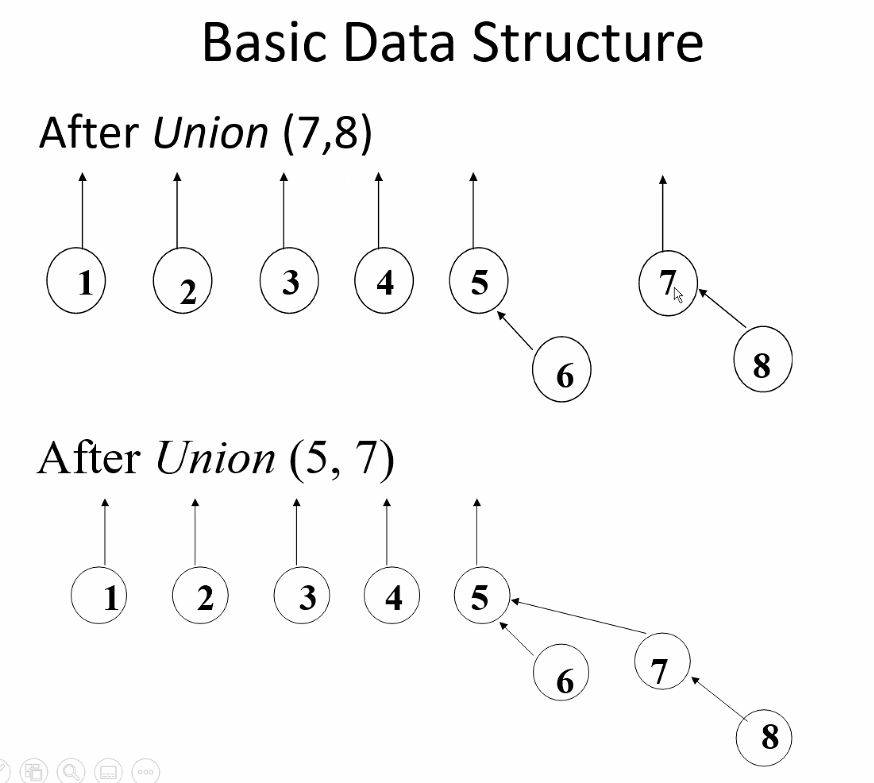 Basic Data Structure
After Union (7,8)
1 2 3 4 5 7
6 8
After Union (5, 7)
1 2 3 4 5
6 7
8